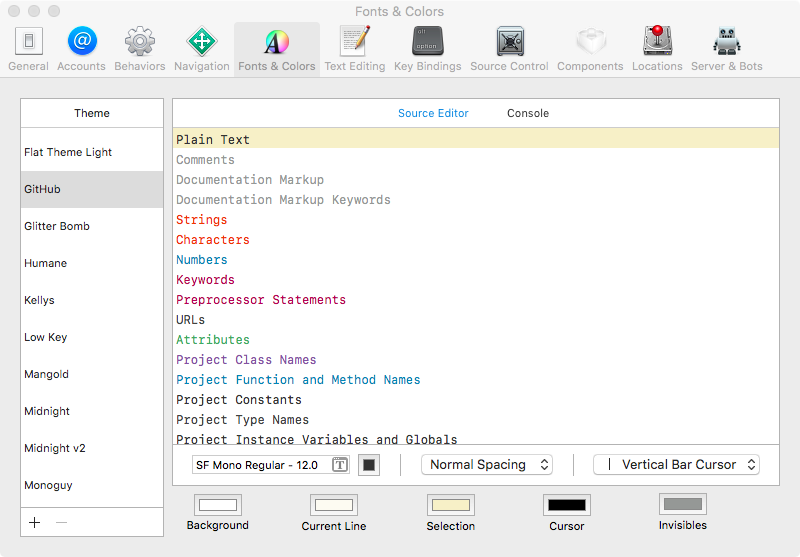 Fonts & Colors
General Accounts Behaviors Navigation Fonts & Colors Text Editing Key Bindings Source Control Components Locations Server & Bots
Theme
Flat Theme Light
GitHub
Glitter Bomb
Humane
Kellys
Low Key
Mangold
Midnight
Midnight v2
Monoguy
Source Editor Console
Plain Text
Comments
Documentation Markup
Documentation Markup Keywords
Strings
Characters
Numbers
Keywords
Preprocessor Statements
URLs
Attributes
Project Class Names
Project Function and Method Names
Project Constants
Project Type Names
Project Instance Variables and Globals
SF Mono Regular - 12.0 T Normal Spacing Vertical Bar Cursor
Background Current Line Selection Cursor Invisibles